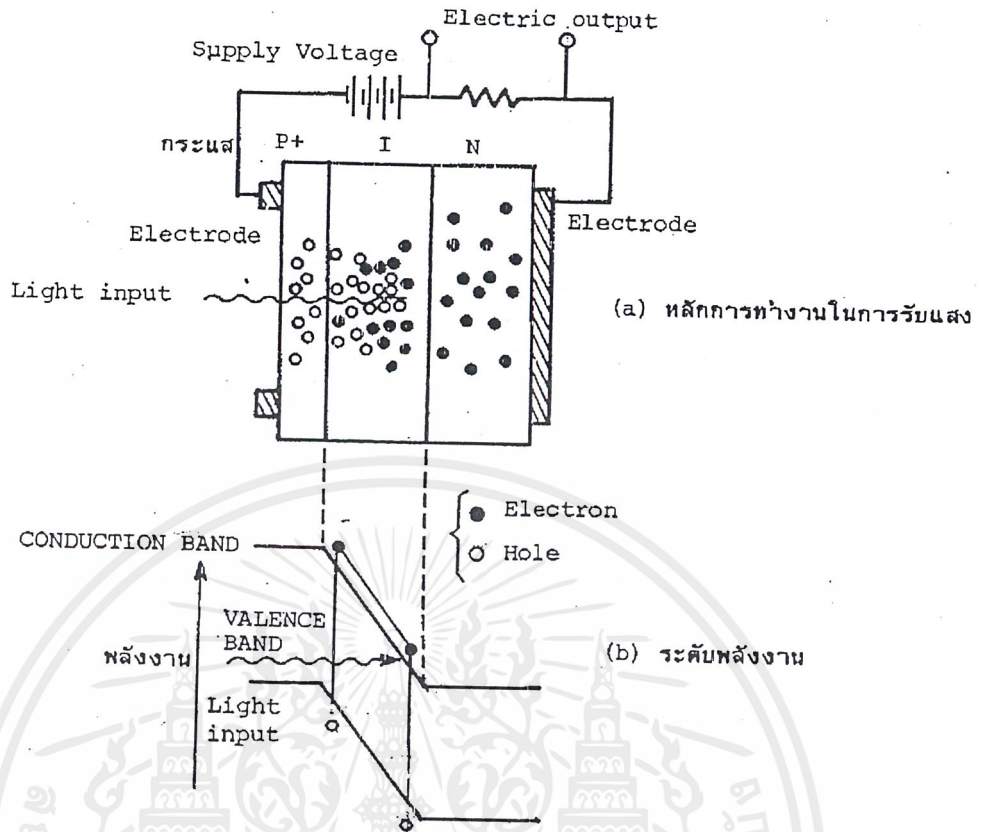 Electric output
Supply Voltage
กระแส
P+
I
N
Electrode
Electrode
Light input
(a) หลักการทำงานในการรับแสง
Electron
Hole
CONDUCTION BAND
VALENCE
BAND
พลังงาน
(b) ระดับพลังงาน
Light
input